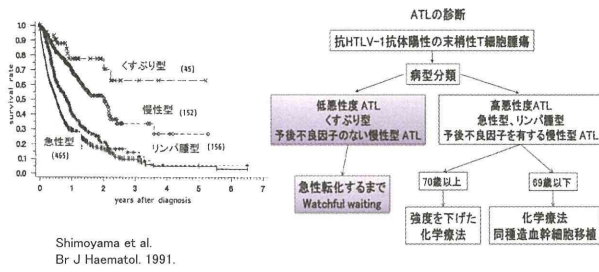 1.0
0.9
0.8
0.7
0.6
0.5
0.4
0.3
0.2
0.1
0.0
survival rate
0 1 2 3 4 5 6 7
years after diagnosis
くすぶり型 (45)
慢性型 (152)
リンパ腫型 (156)
急性型 (465)
Shimoyama et al.
Br J Haematol. 1991.
ATLの診断
抗HTLV-1抗体陽性の末梢性T細胞腫瘍
病型分類
低悪性度 ATL
くすぶり型
予後不良因子のない慢性型 ATL
急性転化するまで
Watchful waiting
高悪性度ATL
急性型、リンパ腫型
予後不良因子を有する慢性型 ATL
70歳以上
69歳以下
強度を下げた
化学療法
化学療法
同種造血幹細胞移植